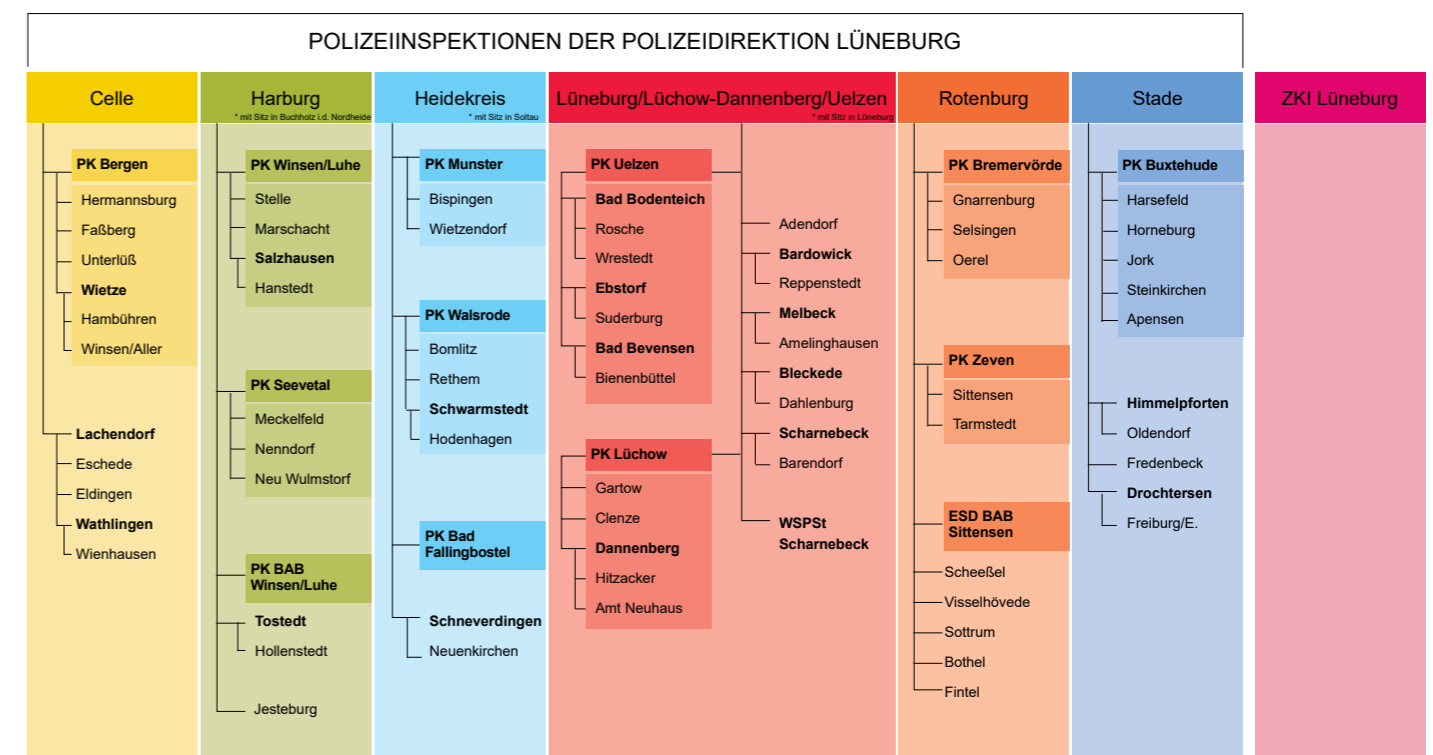 POLIZEIINSPEKTIONEN DER POLIZEIDIREKTION LÜNEBURG
Celle
PK Bergen
Hermannsburg
Faßberg
Unterlüß
Wietze
Hambühren
Winsen/Aller
Lachendorf
Eschede
Eldingen
Wathlingen
Wienhausen
Harburg
* mit Sitz in Buchholz i.d. Nordheide
PK Winsen/Luhe
Stelle
Marschacht
Salzhausen
Hanstedt
PK Seevetal
Meckelfeld
Nenndorf
Neu Wulmstorf
PK BAB
Winsen/Luhe
Tostedt
Hollenstedt
Jesteburg
Heidekreis
* mit Sitz in Soltau
PK Munster
Bispingen
Wietzendorf
PK Walsrode
Bomlitz
Rethem
Schwarmstedt
Hodenhagen
PK Bad
Fallingbostel
Schneverdingen
Neuenkirchen
Lüneburg/Lüchow-Dannenberg/Uelzen
* mit Sitz in Lüneburg
PK Uelzen
Bad Bodenteich
Rosche
Wrestedt
Ebstorf
Suderburg
Bad Bevensen
Bienenbüttel
PK Lüchow
Gartow
Clenze
Dannenberg
Hitzacker
Amt Neuhaus
Adendorf
Bardowick
Reppenstedt
Melbeck
Amelinghausen
Bleckede
Dahlenburg
Scharnebeck
Barendorf
WSPSt
Scharnebeck
Rotenburg
PK Bremervörde
Gnarrenburg
Selsingen
Oerel
PK Zeven
Sittensen
Tarmstedt
ESD BAB
Sittensen
Scheeßel
Visselhövede
Sottrum
Bothel
Fintel
Stade
PK Buxtehude
Harsefeld
Horneburg
Jork
Steinkirchen
Apensen
Himmelpforten
Oldendorf
Fredenbeck
Drochtersen
Freiburg/E.
ZKI Lüneburg